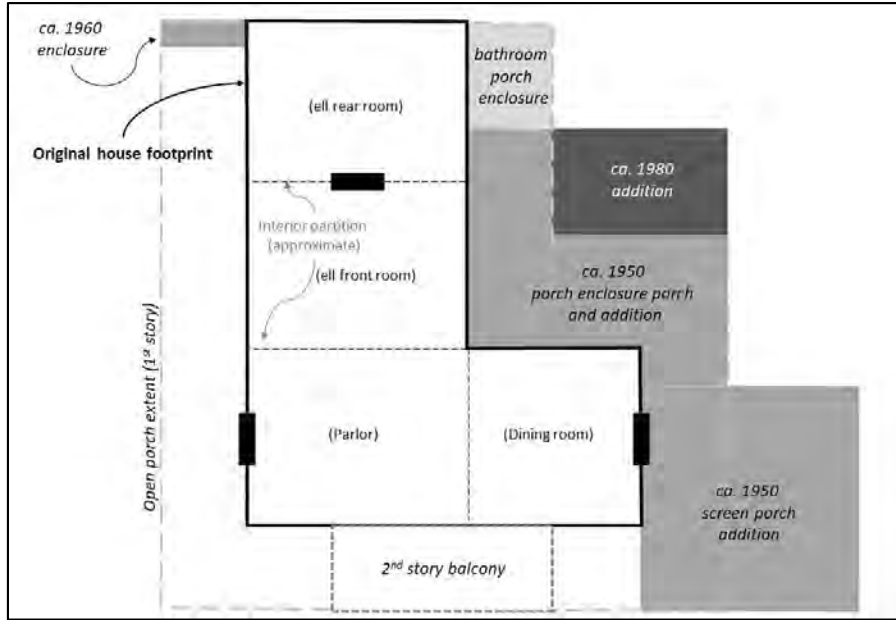 ca. 1960
enclosure
bathroom
porch
enclosure
(ell rear room)
Original house footprint
ca. 1980
addition
Interior partition
(approximate)
(ell front room)
ca. 1950
porch enclosure porch
and addition
Open porch extent (1st story)
(Parlor)
(Dining room)
ca. 1950
screen porch
addition
2nd story balcony